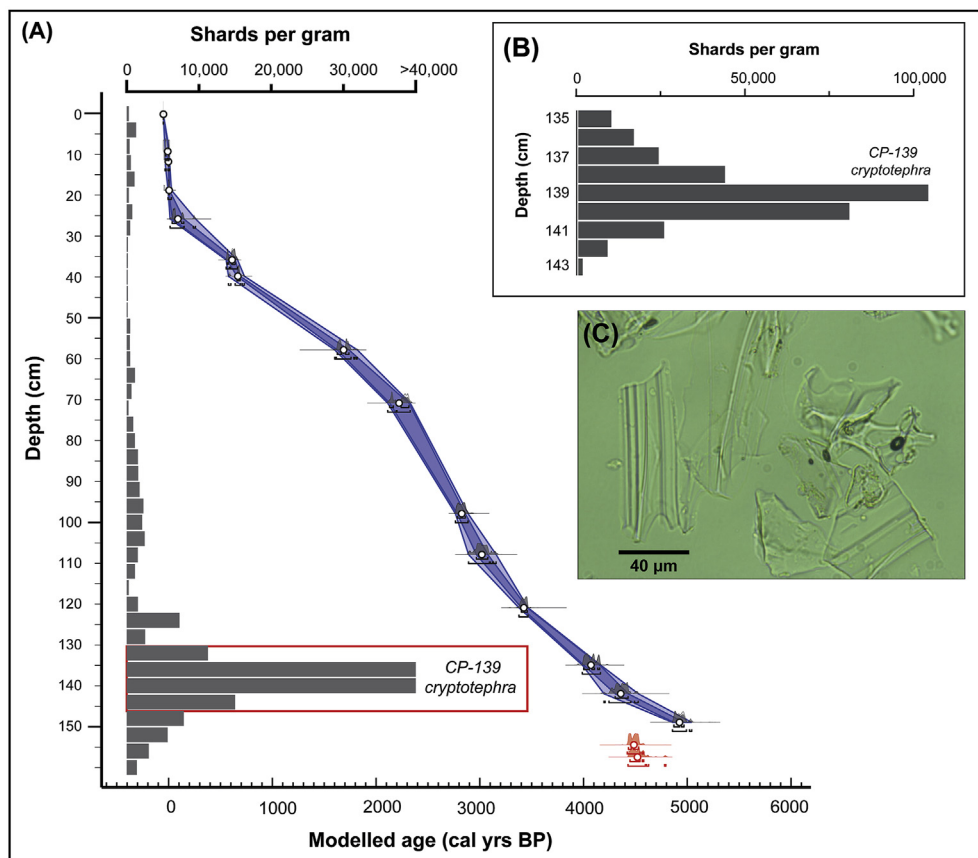 (A)
Shards per gram
0 10,000 20,000 30,000 >40,000
Depth (cm)
0
10
20
30
40
50
60
70
80
90
100
110
120
130
140
150
CP-139
cryptotephra
0 1000 2000 3000 4000 5000 6000
Modelled age (cal yrs BP)
(B)
Shards per gram
0 50,000 100,000
Depth (cm)
135
137
139
141
143
CP-139
cryptotephra
(C)
40 µm